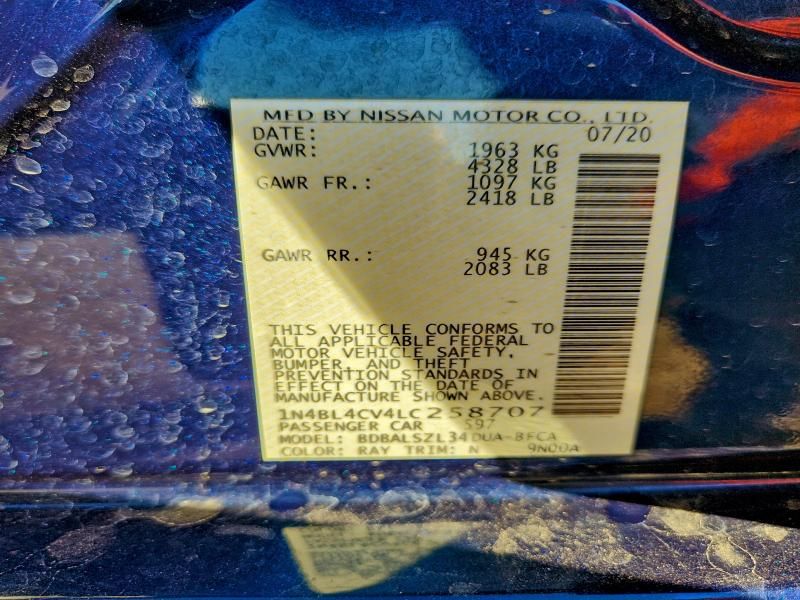 MFD BY NISSAN MOTOR CO., LTD.
DATE: 07/20
GVWR: 1963 KG
4328 LB
GAWR FR.: 1097 KG
2418 LB
GAWR RR.: 945 KG
2083 LB
THIS VEHICLE CONFORMS TO
ALL APPLICABLE FEDERAL
MOTOR VEHICLE SAFETY,
BUMPER, AND THEFT
PREVENTION STANDARDS IN
EFFECT ON THE DATE OF
MANUFACTURE SHOWN ABOVE.
1N4BL4CV4LC258707
PASSENGER CAR S97
MODEL: BDBALSZL34DUA-BFCA
COLOR: RAY TRIM: N 9N00A